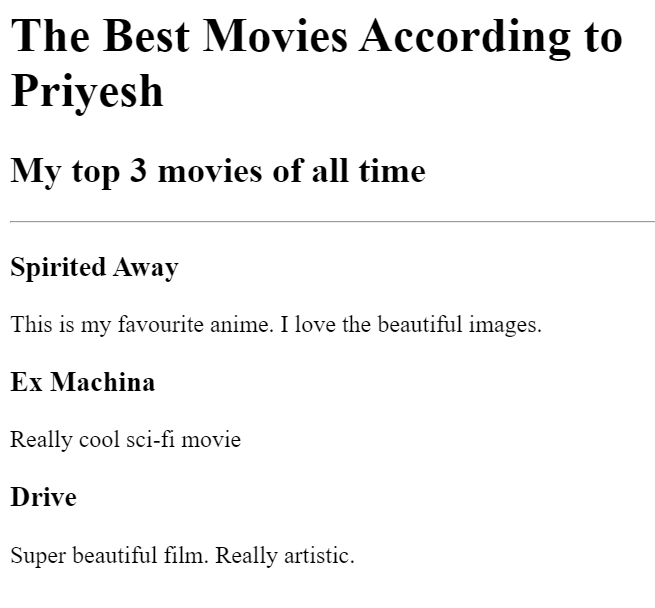 The Best Movies According to
Priyesh
My top 3 movies of all time
Spirited Away
This is my favourite anime. I love the beautiful images.
Ex Machina
Really cool sci-fi movie
Drive
Super beautiful film. Really artistic.